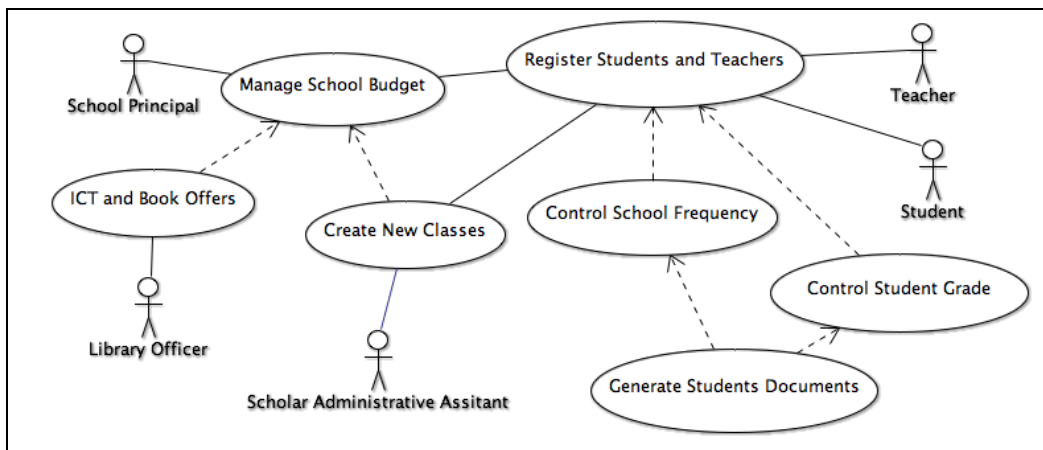 Register Students and Teachers
Manage School Budget
School Principal
Teacher
ICT and Book Offers
Student
Control School Frequency
Create New Classes
Control Student Grade
Library Officer
Generate Students Documents
Scholar Administrative Assitant